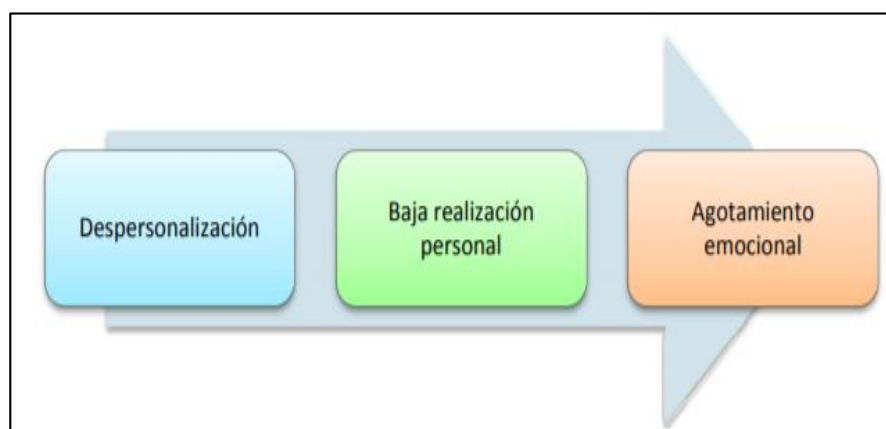 Despersonalización
Baja realización
personal
Agotamiento
emocional